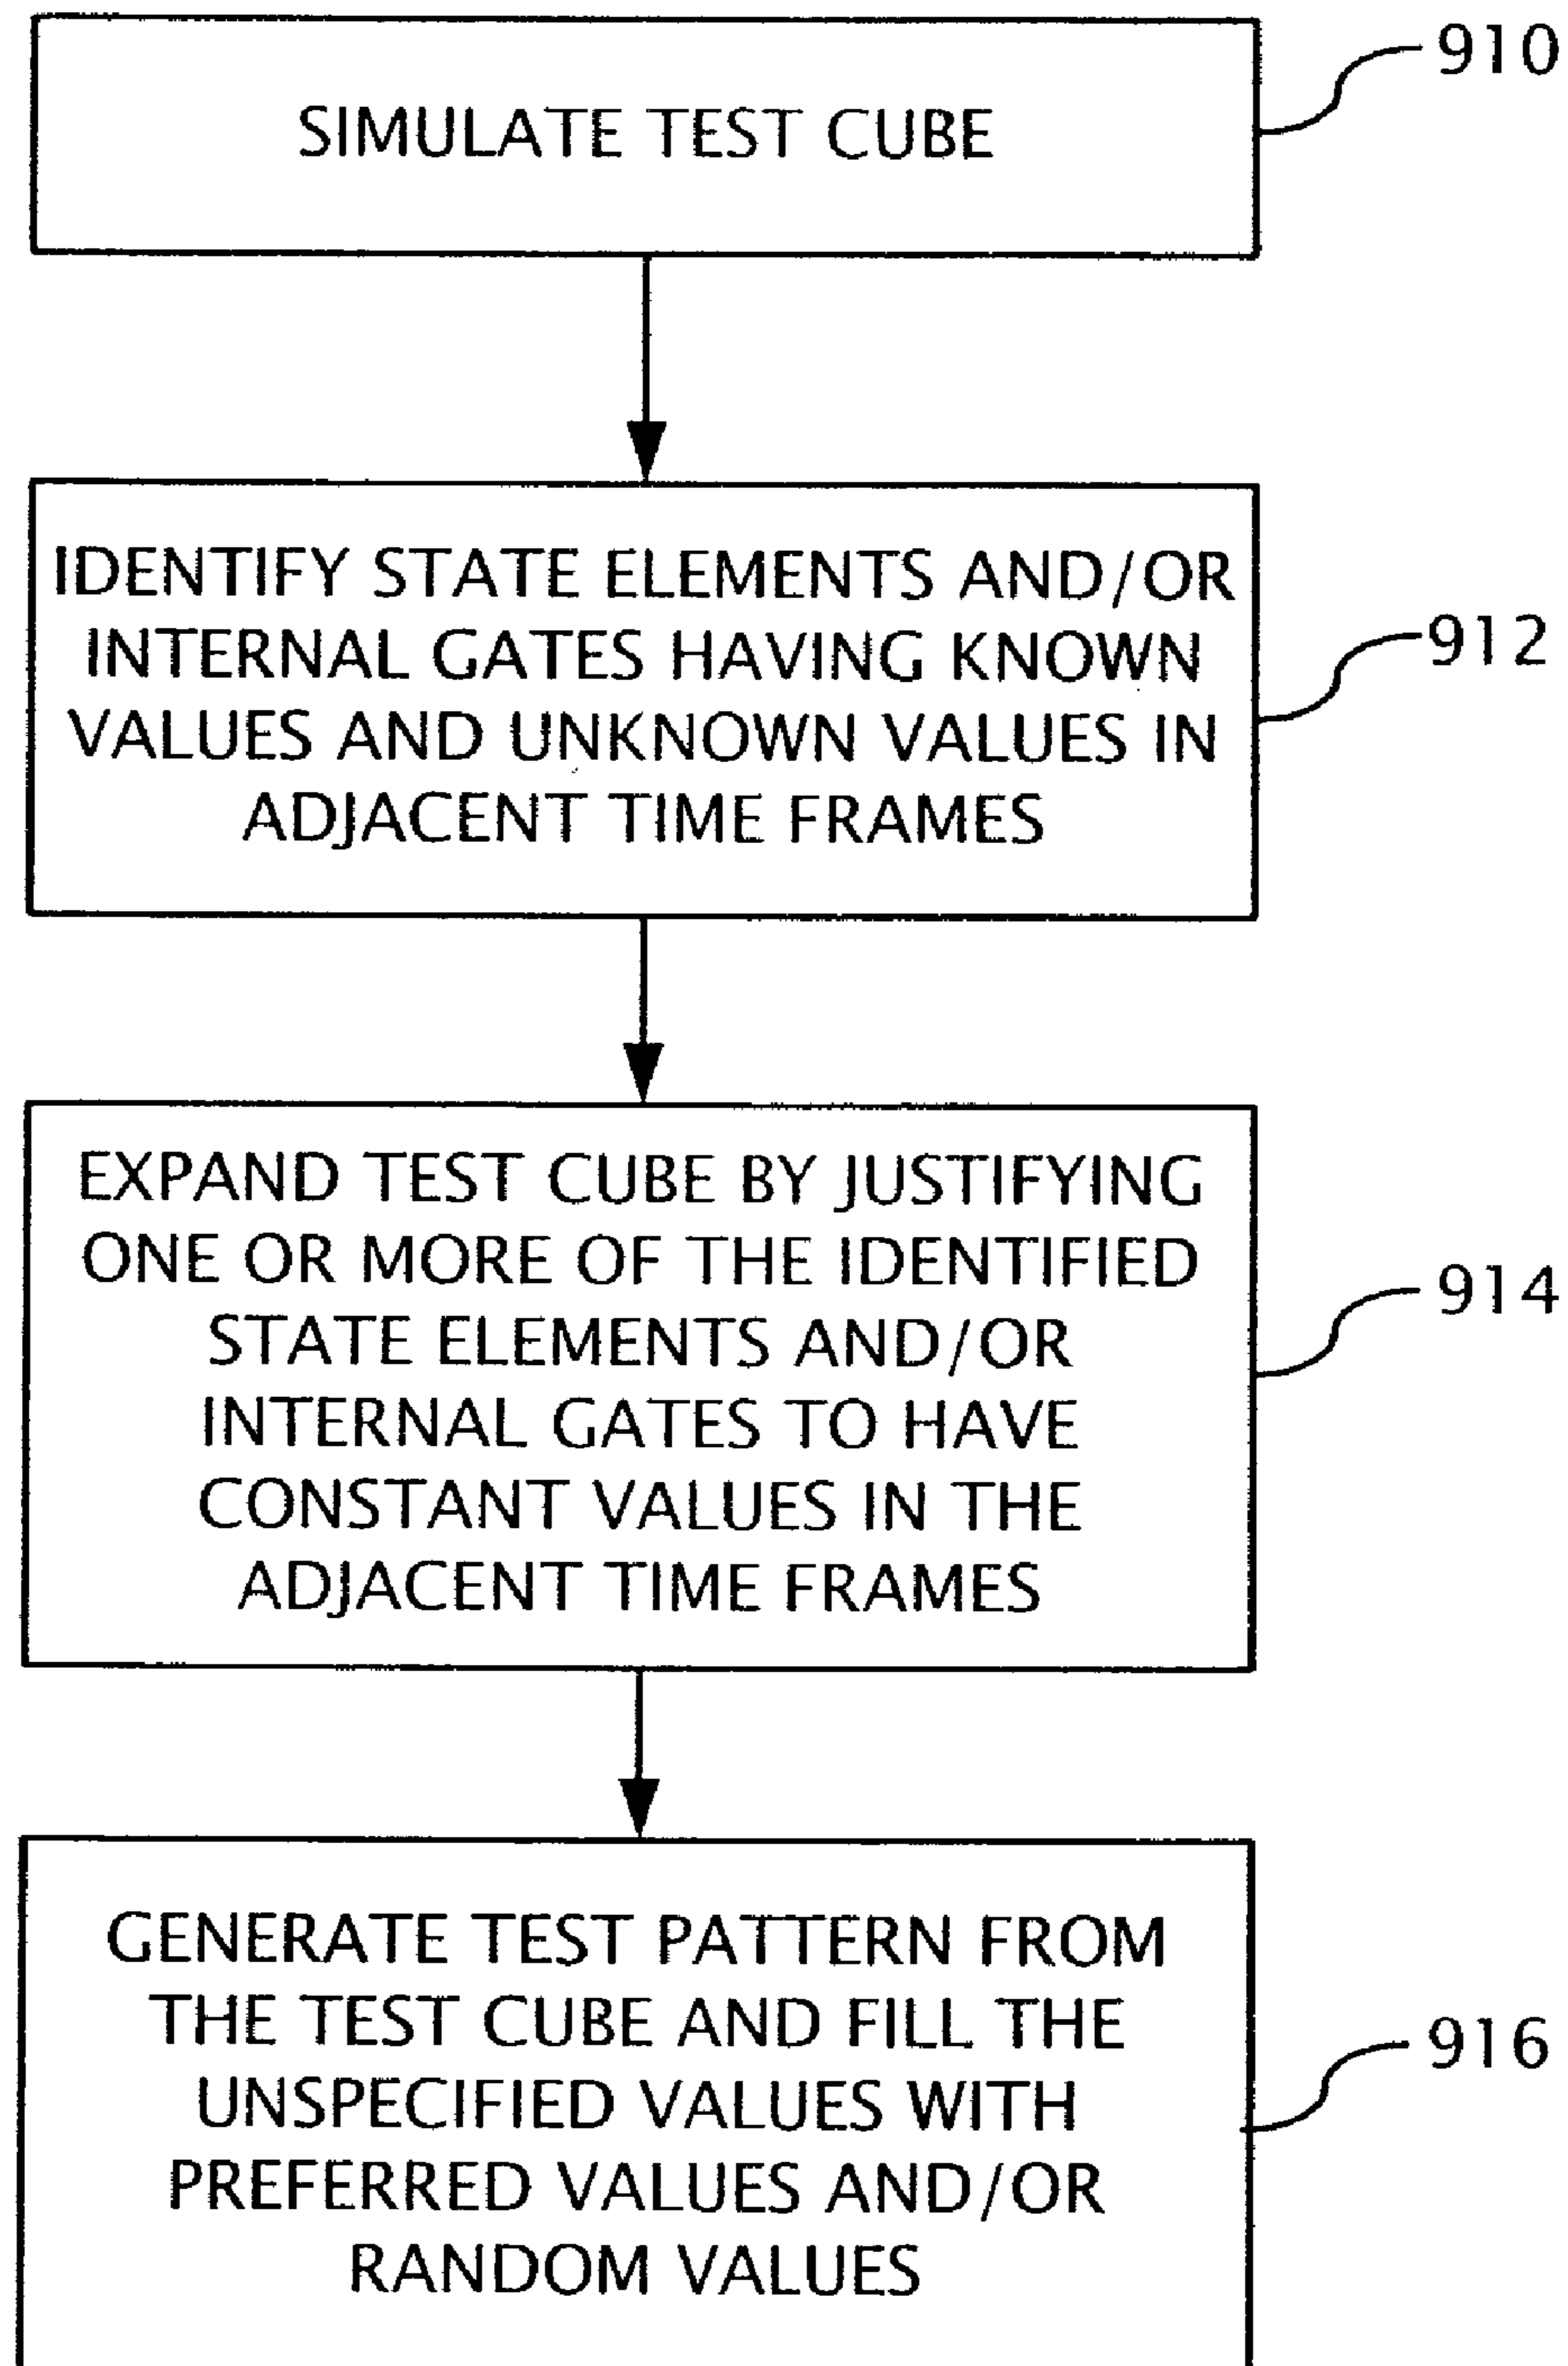 SIMULATE TEST CUBE
910
IDENTIFY STATE ELEMENTS AND/OR
INTERNAL GATES HAVING KNOWN
VALUES AND UNKNOWN VALUES IN
ADJACENT TIME FRAMES
912
EXPAND TEST CUBE BY JUSTIFYING
ONE OR MORE OF THE IDENTIFIED
STATE ELEMENTS AND/OR
INTERNAL GATES TO HAVE
CONSTANT VALUES IN THE
ADJACENT TIME FRAMES
914
GENERATE TEST PATTERN FROM
THE TEST CUBE AND FILL THE
UNSPECIFIED VALUES WITH
PREFERRED VALUES AND/OR
RANDOM VALUES
916